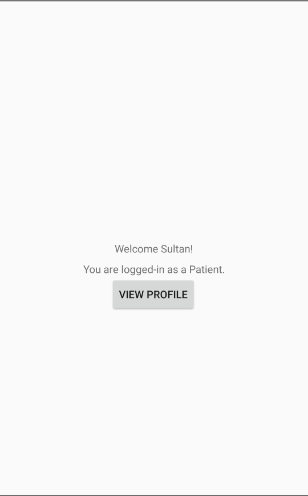 Welcome Sultan!
You are logged-in as a Patient.
VIEW PROFILE